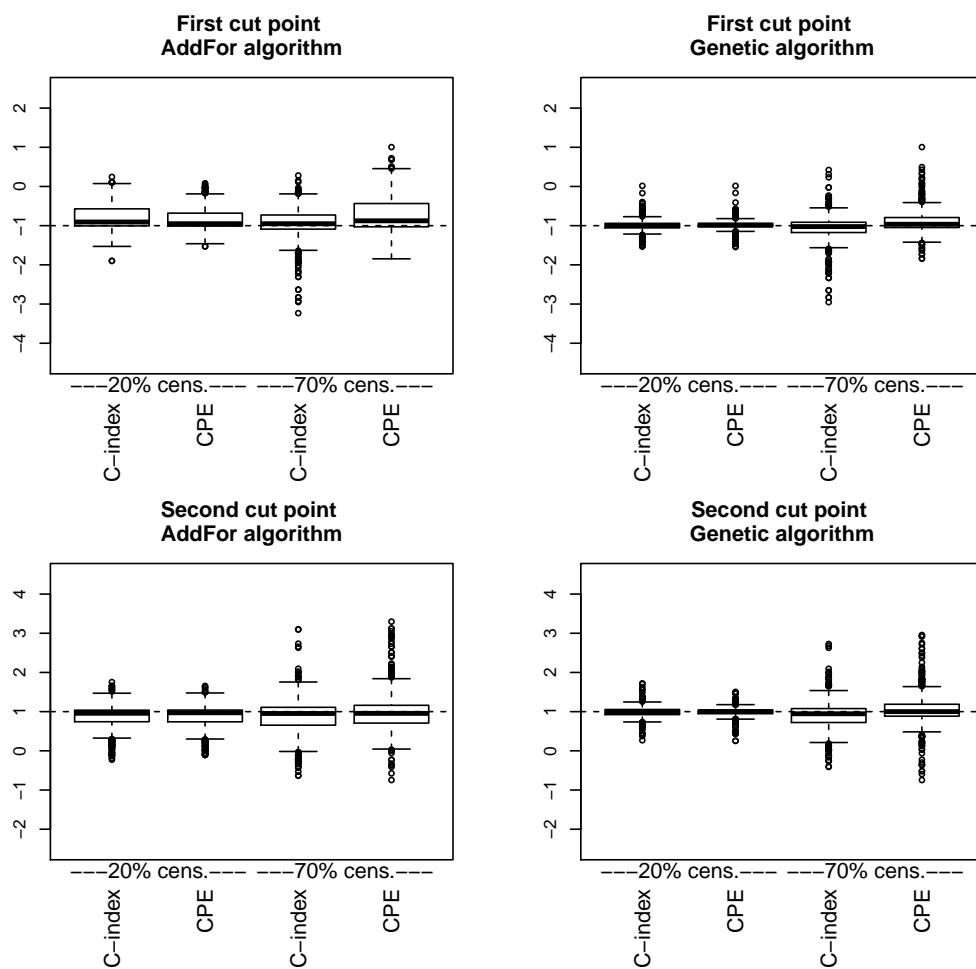 First cut point
AddFor algorithm
2
1
0
−1
−2
−3
−4
−−−−20% cens.−−−− −−−−70% cens.−−−−
C−index
CPE
C−index
CPE
First cut point
Genetic algorithm
2
1
0
−1
−2
−3
−4
−−−−20% cens.−−−− −−−−70% cens.−−−−
C−index
CPE
C−index
CPE
Second cut point
AddFor algorithm
4
3
2
1
0
−1
−2
−−−−20% cens.−−−− −−−−70% cens.−−−−
C−index
CPE
C−index
CPE
Second cut point
Genetic algorithm
4
3
2
1
0
−1
−2
−−−−20% cens.−−−− −−−−70% cens.−−−−
C−index
CPE
C−index
CPE